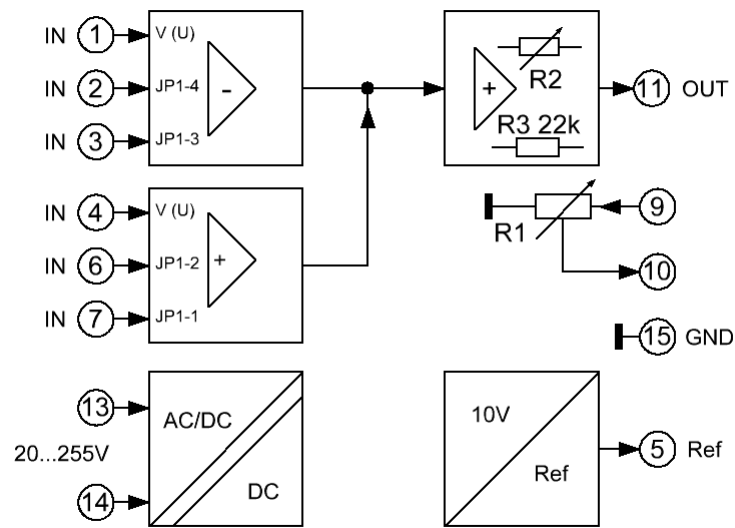 IN 1 V (U)
IN 2 JP1-4
IN 3 JP1-3
-
+
R2
R3 22k
11 OUT
IN 4 V (U)
IN 6 JP1-2
IN 7 JP1-1
+
R1
9
10
15 GND
13
20...255V
14
AC/DC
DC
10V
Ref
5 Ref